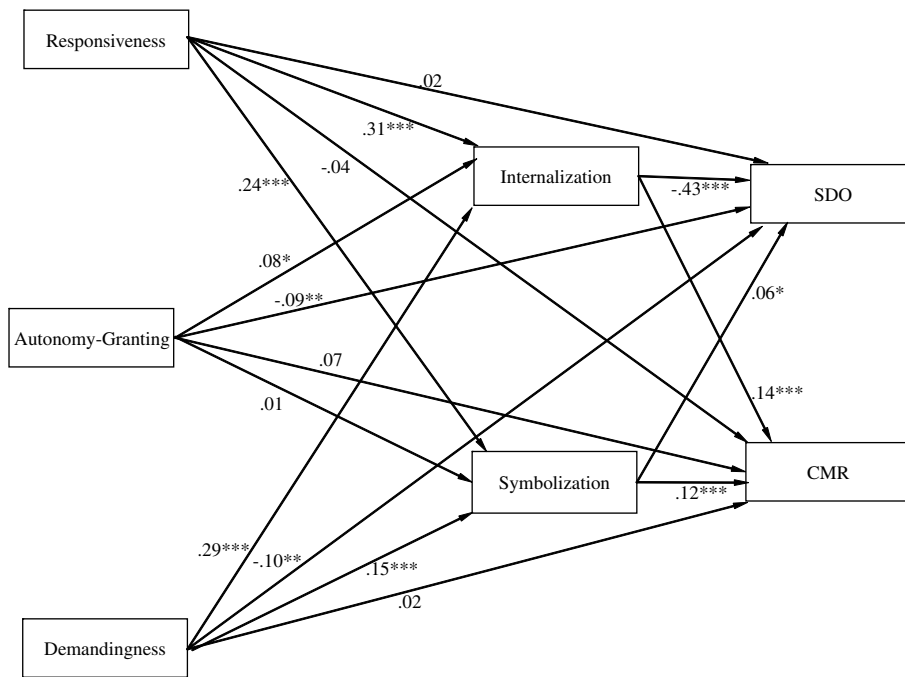 Responsiveness
.02
.31***
-.04
Internalization
.24***
-.43***
SDO
.08*
-.09**
.06*
Autonomy-Granting
.07
.01
.14***
Symbolization
CMR
.12***
.29***
-.10**
.15***
.02
Demandingness